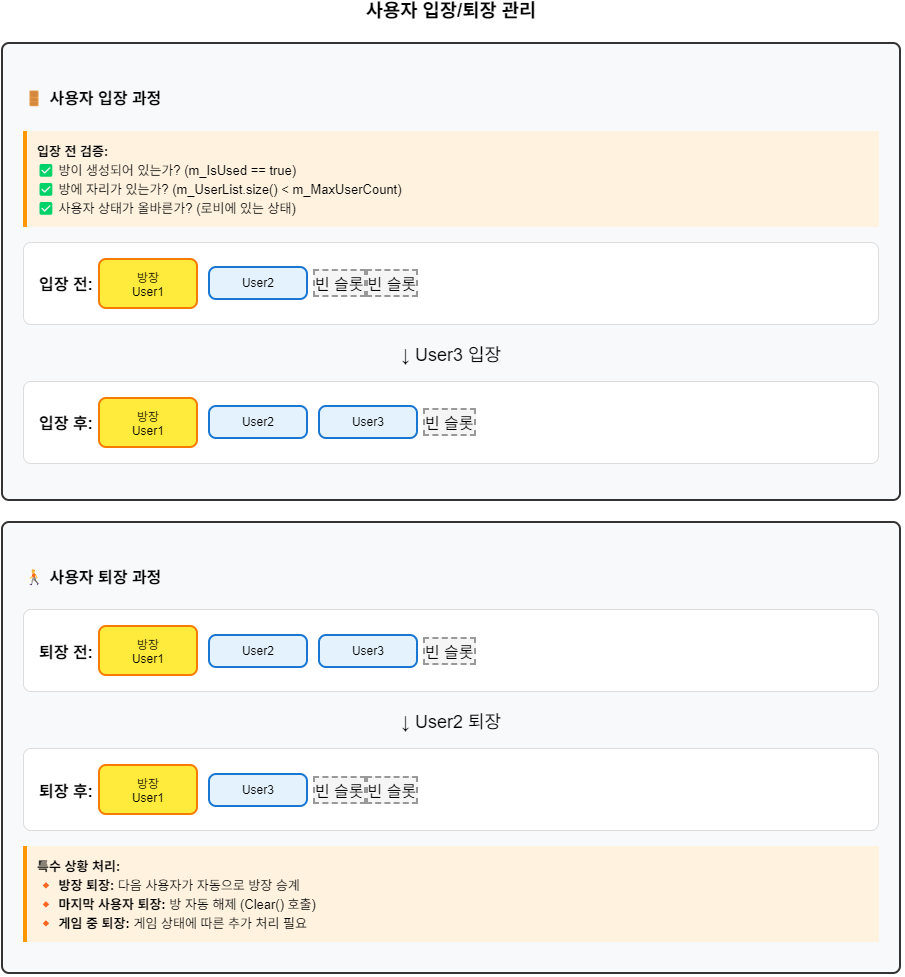 사용자 입장/퇴장 관리
🚪 사용자 입장 과정
입장 전 검증:
✅ 방이 생성되어 있는가? (m_IsUsed == true)
✅ 방에 자리가 있는가? (m_UserList.size() < m_MaxUserCount)
✅ 사용자 상태가 올바른가? (로비에 있는 상태)
입장 전: 방장 User2 빈 슬롯 빈 슬롯
User1
↓ User3 입장
입장 후: 방장 User2 User3 빈 슬롯
User1
🚶 사용자 퇴장 과정
퇴장 전: 방장 User2 User3 빈 슬롯
User1
↓ User2 퇴장
퇴장 후: 방장 User3 빈 슬롯 빈 슬롯
User1
특수 상황 처리:
🔸 방장 퇴장: 다음 사용자가 자동으로 방장 승계
🔸 마지막 사용자 퇴장: 방 자동 해제 (Clear() 호출)
🔸 게임 중 퇴장: 게임 상태에 따른 추가 처리 필요